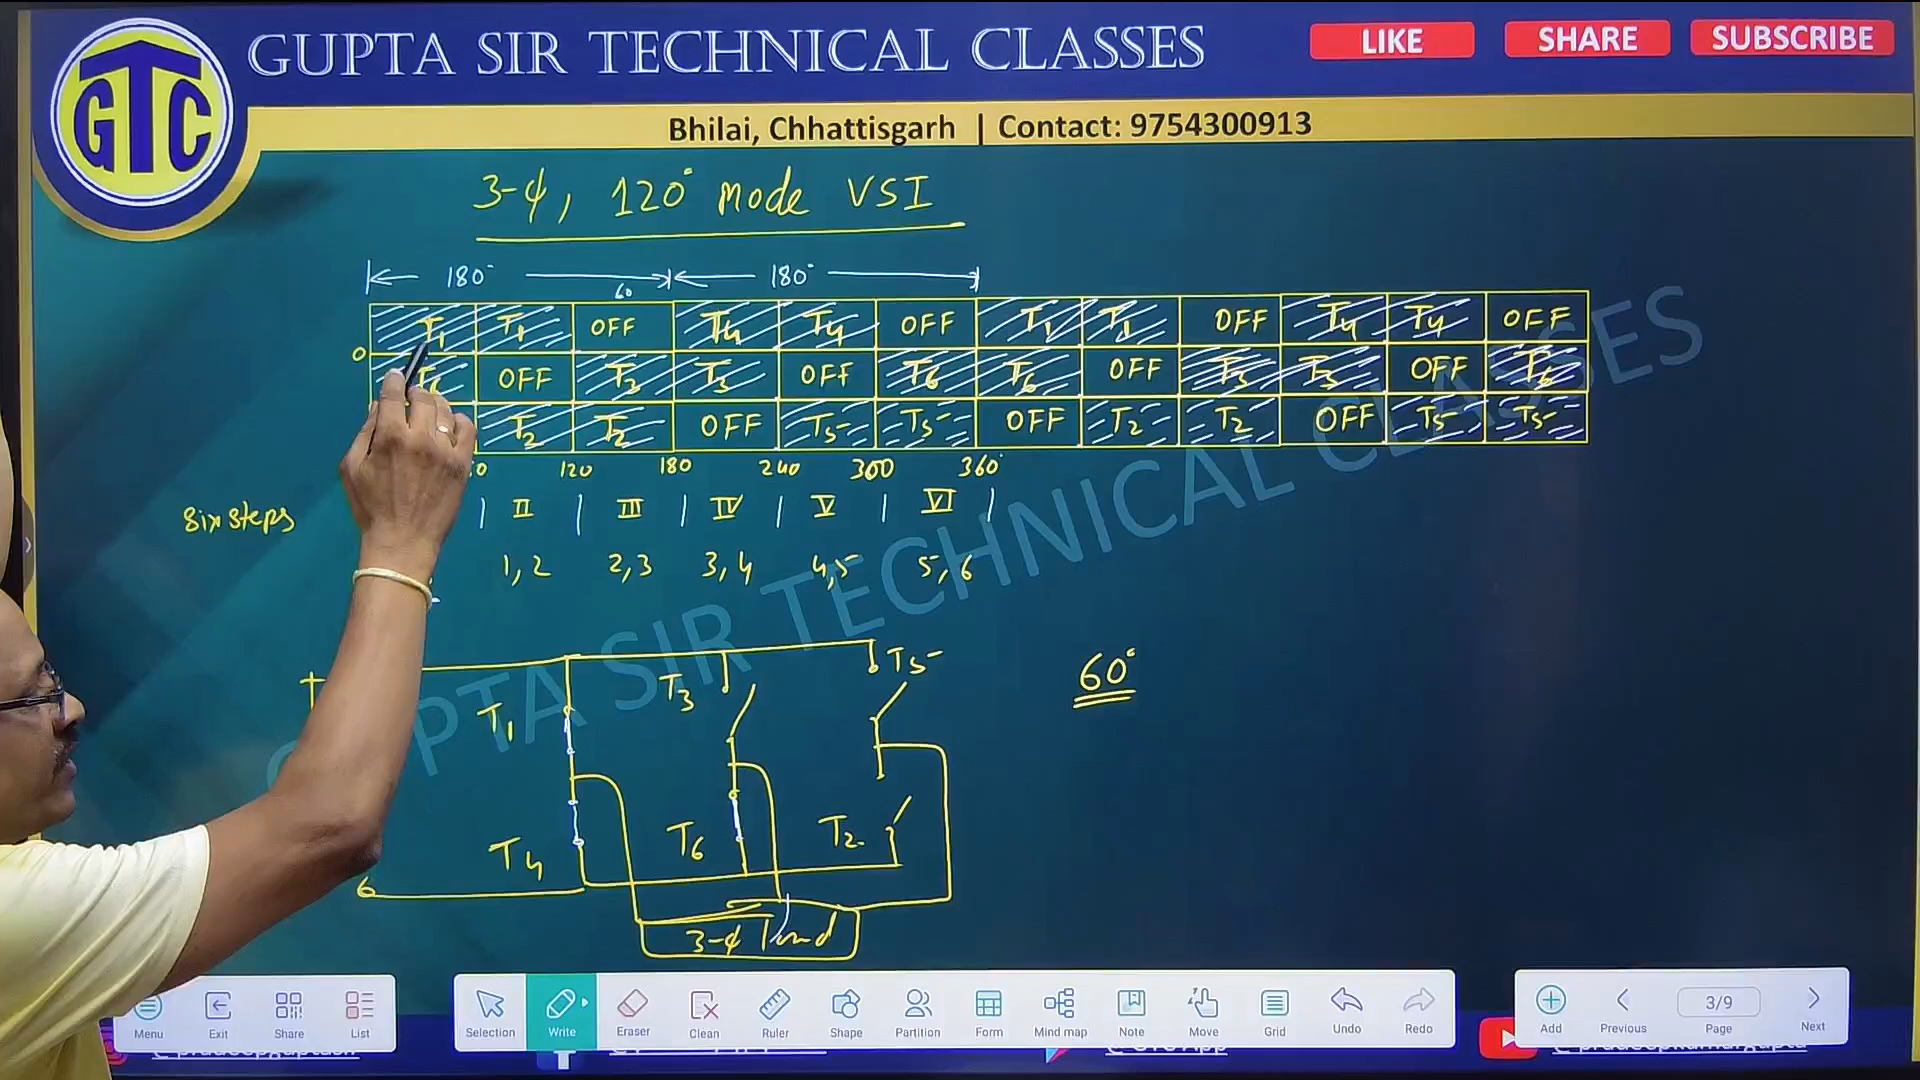 GTC
GUPTA SIR TECHNICAL CLASSES
LIKE
SHARE
SUBSCRIBE
Bhilai, Chhattisgarh | Contact: 9754300913
3-φ, 120° mode VSI
180° 180°
60
T1 T1 OFF T4 T4 OFF T1 T1 OFF T4 T4 OFF
0
T6 OFF T3 T3 OFF T6 T6 OFF T3 T3 OFF T6
T2 T2 OFF T5 T5 OFF T2 T2 OFF T5 T5
120 180 240 300 360°
six steps II III IV V VI
1,2 2,3 3,4 4,5 5,6
GUPTA SIR TECHNICAL CLASSES
T1 T3 T5
60°
T4 T6 T2
3-φ load
Menu
Exit
Share
List
Selection
Write
Eraser
Clean
Ruler
Shape
Partition
Form
Mind map
Note
Move
Grid
Undo
Redo
Add
Previous
3/9
Page
Next